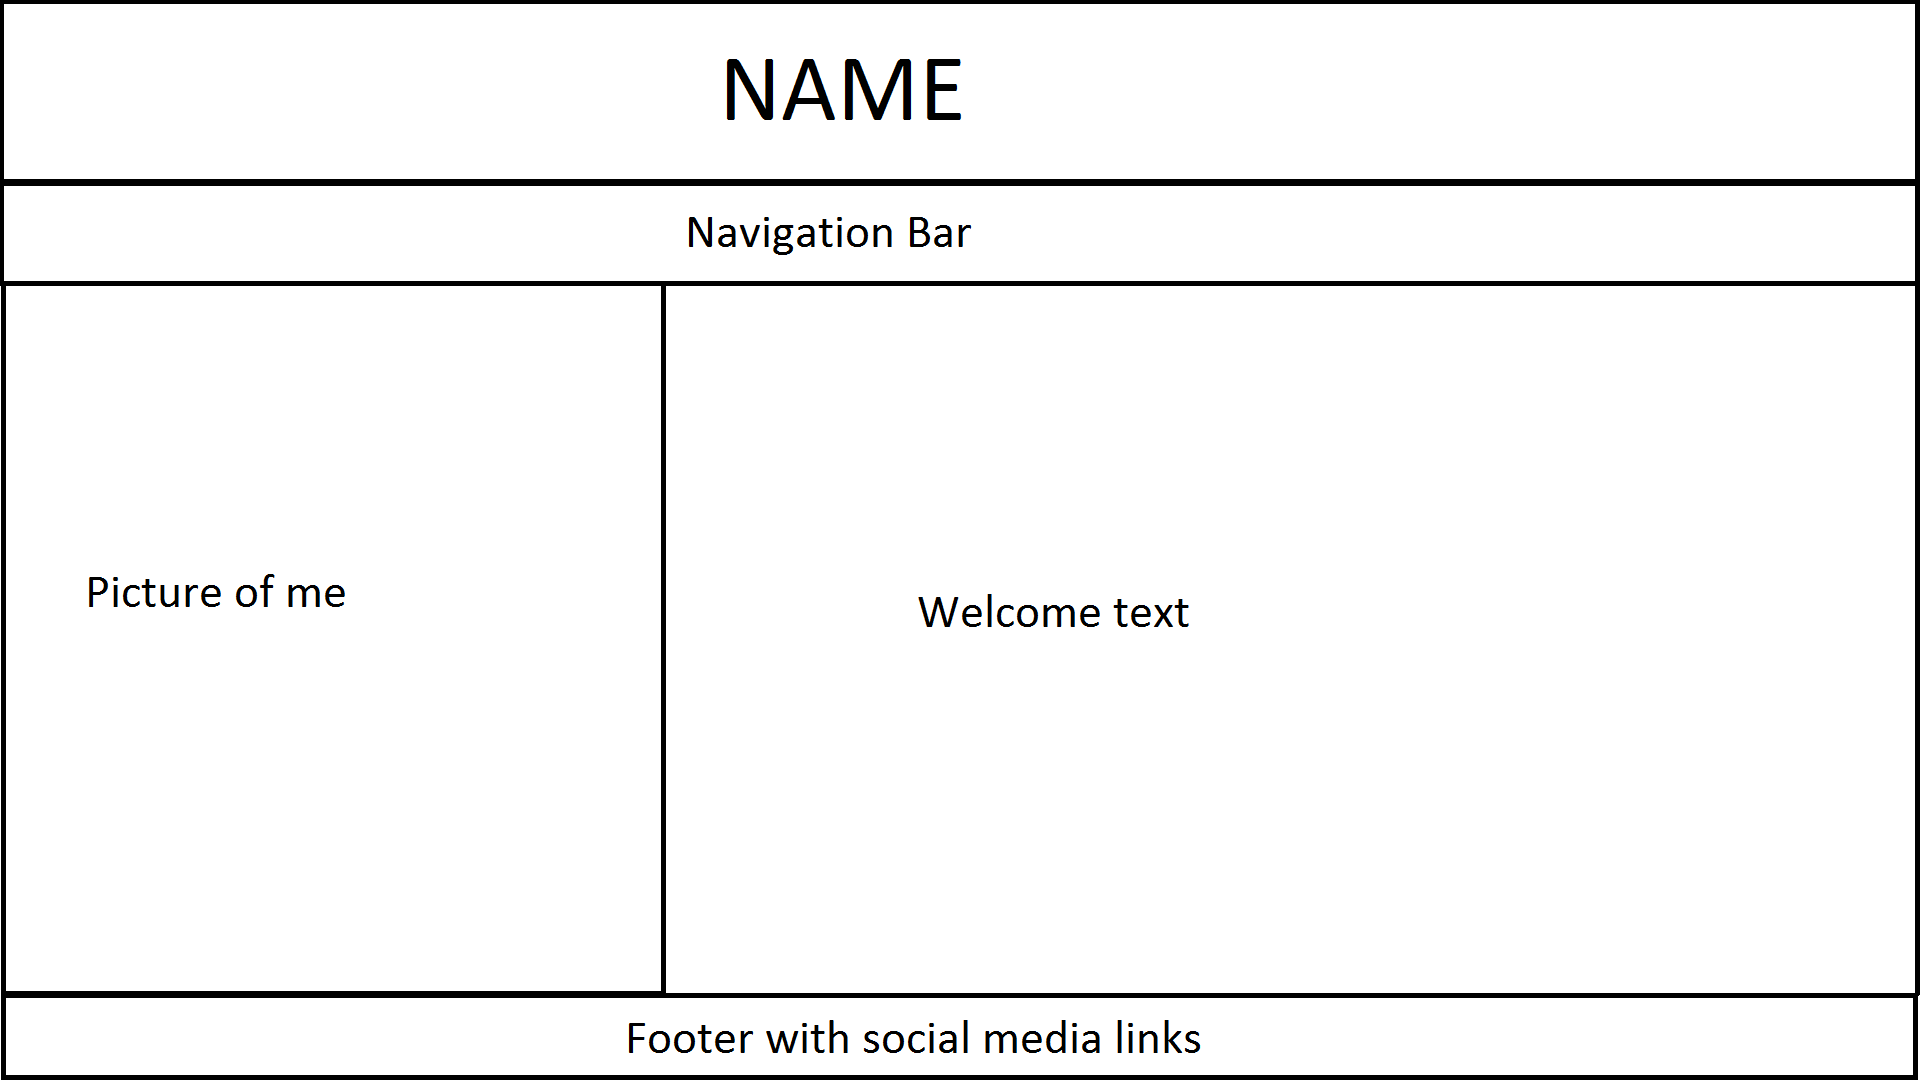 NAME
Navigation Bar
Picture of me
Welcome text
Footer with social media links